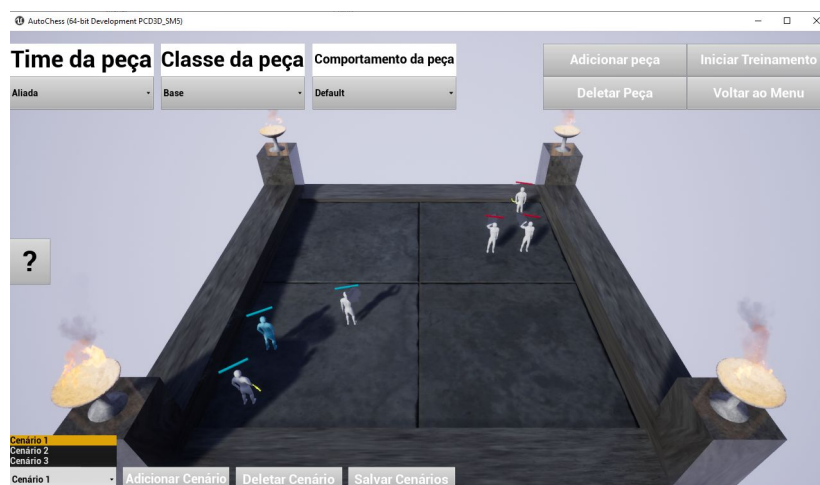 AutoChess (64-bit Development PCD3D_SM5)
Time da peça Classe da peça Comportamento da peça
Adicionar peça Iniciar Treinamento
Aliada Base Default
Deletar Peça Voltar ao Menu
?
Cenário 1
Cenário 2
Cenário 3
Cenário 1 Adicionar Cenário Deletar Cenário Salvar Cenários